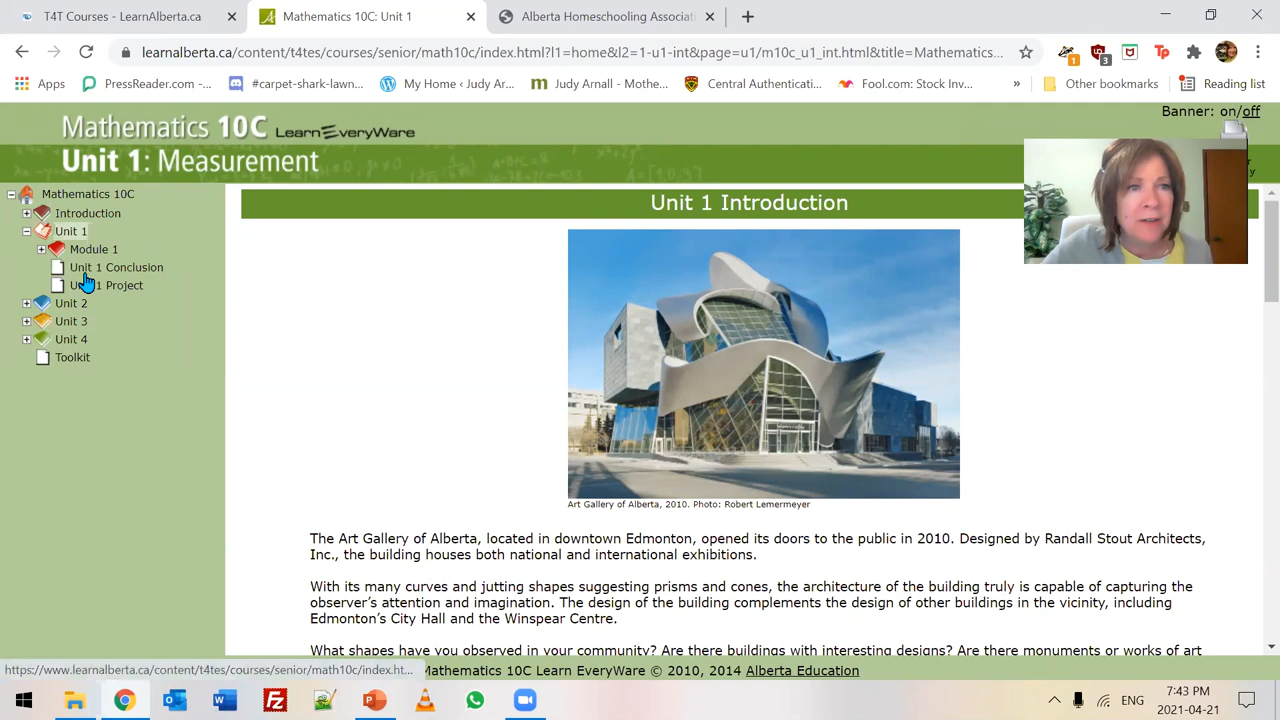 T4T Courses - LearnAlberta.ca
Mathematics 10C: Unit 1
Alberta Homeschooling Associati
learnalberta.ca/content/t4tes/courses/senior/math10c/index.html?l1=home&l2=1-u1-int&page=u1/m10c_u1_int.html&title=Mathematics...
1
3
Apps
PressReader.com -...
#carpet-shark-lawn...
My Home ‹ Judy Arnall...
Judy Arnall - Mothe...
Central Authenticati...
Fool.com: Stock Inv...
»
Other bookmarks
Reading list
Banner: on/off
Mathematics 10C LearnEveryWare
Unit 1: Measurement
Mathematics 10C
Introduction
Unit 1
Module 1
Unit 1 Conclusion
1 Project
Unit 2
Unit 3
Unit 4
Toolkit
Unit 1 Introduction
Art Gallery of Alberta, 2010. Photo: Robert Lemermeyer
The Art Gallery of Alberta, located in downtown Edmonton, opened its doors to the public in 2010. Designed by Randall Stout Architects,
Inc., the building houses both national and international exhibitions.
With its many curves and jutting shapes suggesting prisms and cones, the architecture of the building truly is capable of capturing the
observer's attention and imagination. The design of the building complements the design of other buildings in the vicinity, including
Edmonton's City Hall and the Winspear Centre.
What shapes have you observed in your community? Are there buildings with interesting designs? Are there monuments or works of art
https://www.learnalberta.ca/content/t4tes/courses/senior/math10c/index.ht...
Mathematics 10C Learn EveryWare © 2010, 2014 Alberta Education
ENG
7:43 PM
2021-04-21